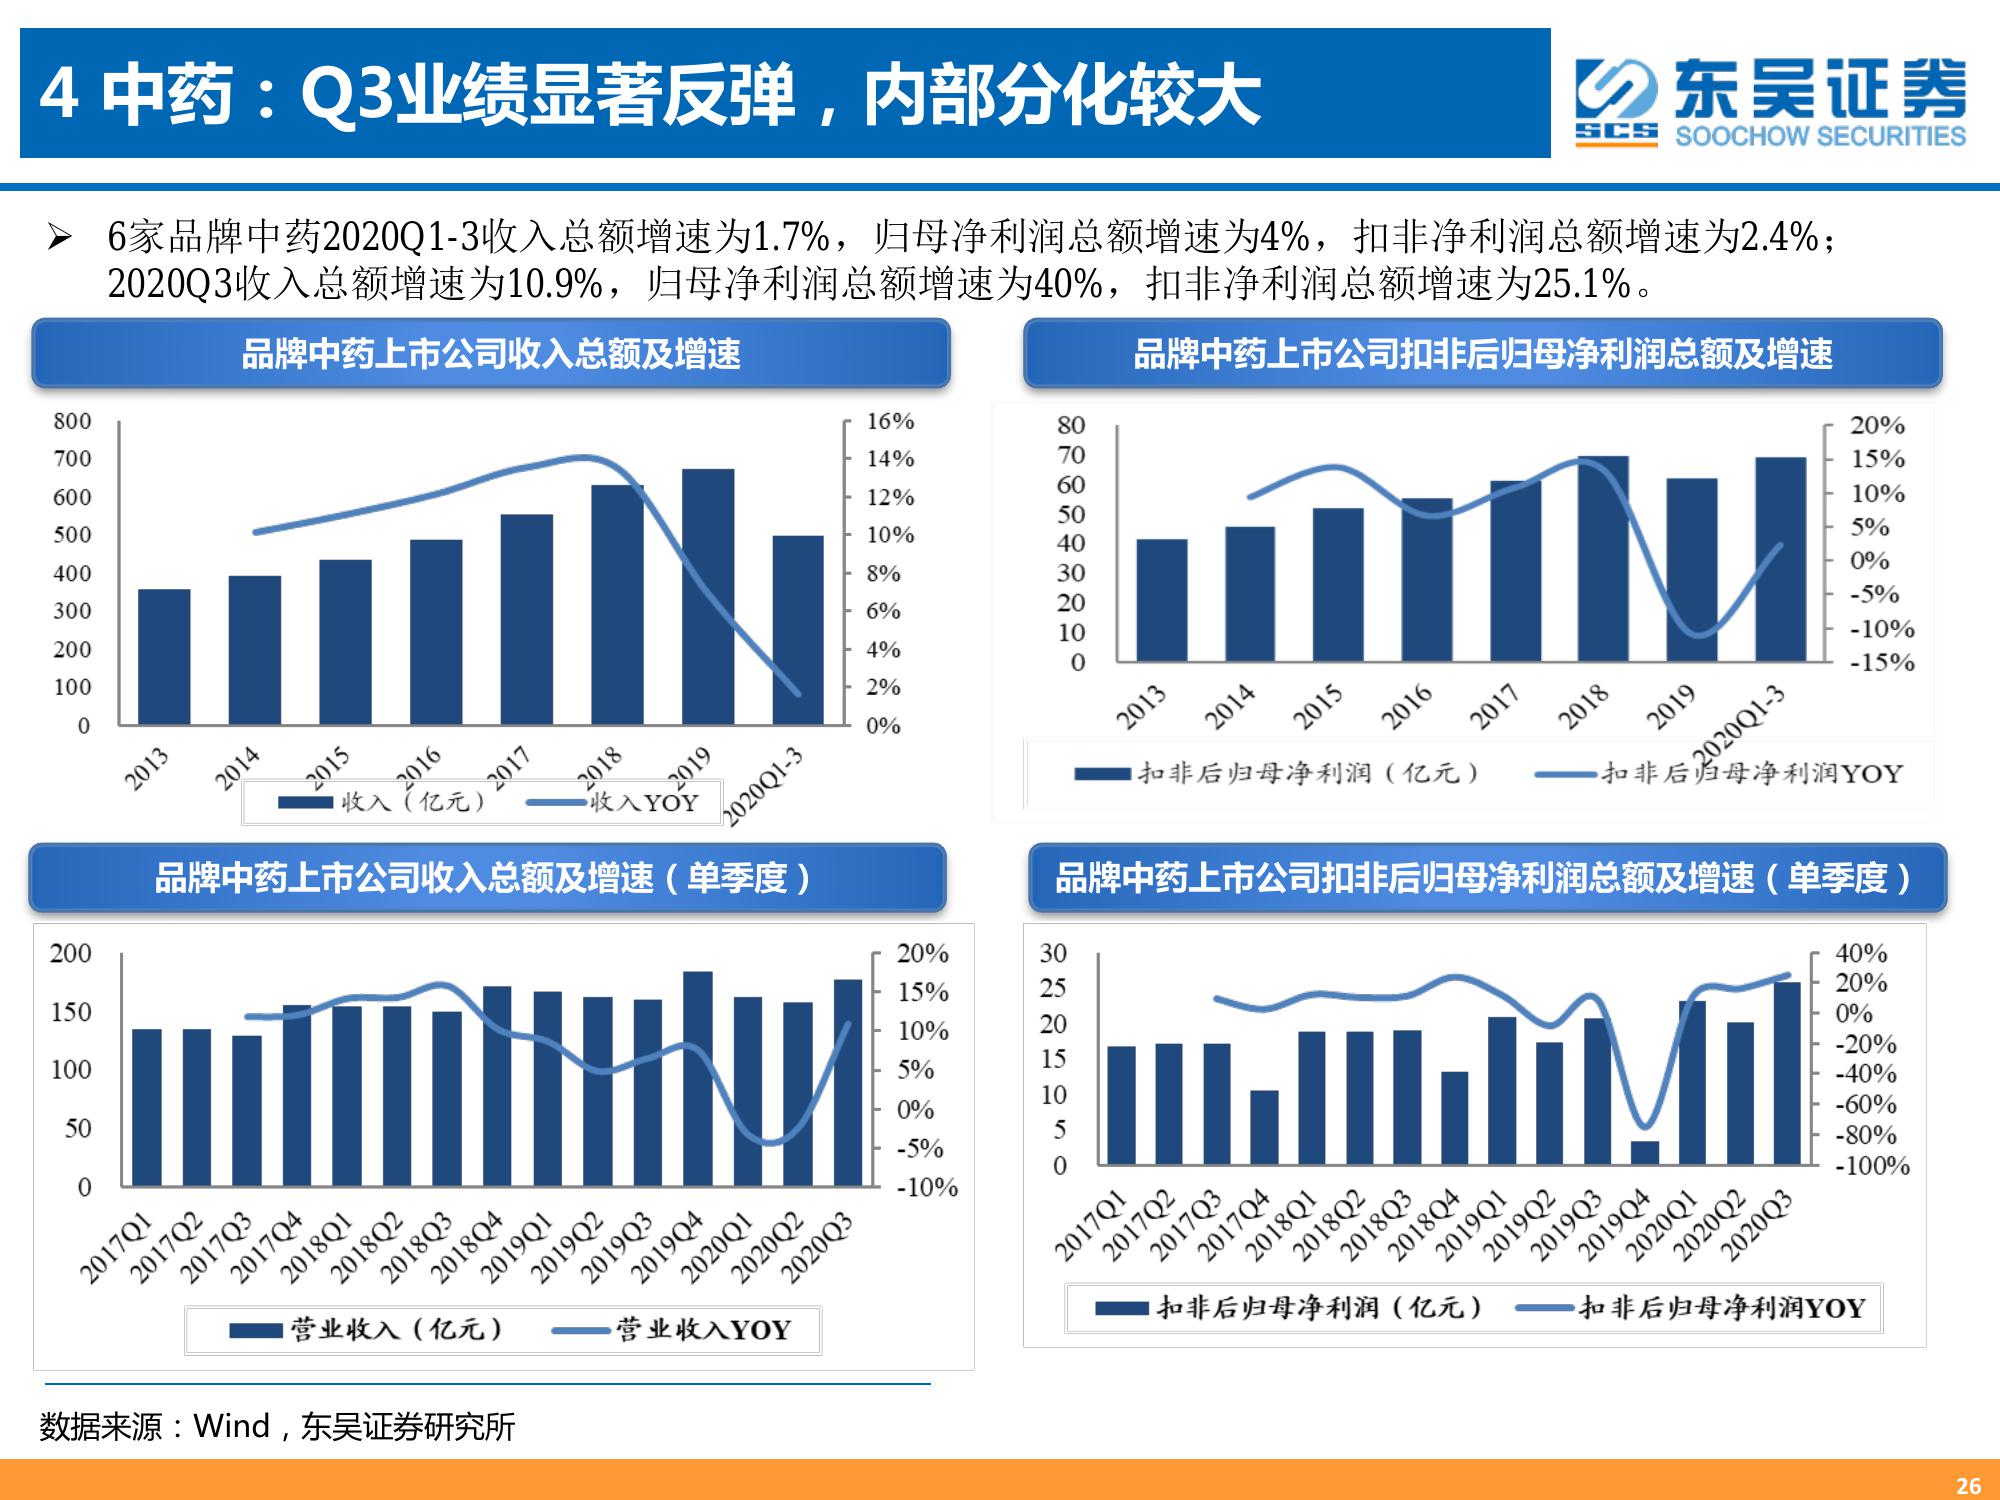 4 中药：Q3业绩显著反弹，内部分化较大
东吴证券
SCS
SOOCHOW SECURITIES
6家品牌中药2020Q1-3收入总额增速为1.7%，归母净利润总额增速为4%，扣非净利润总额增速为2.4%；
2020Q3收入总额增速为10.9%，归母净利润总额增速为40%，扣非净利润总额增速为25.1%。
品牌中药上市公司收入总额及增速
800
700
600
500
400
300
200
100
0
16%
14%
12%
10%
8%
6%
4%
2%
0%
2013
2014
2015
2016
2017
2018
2019
2020Q1-3
收入（亿元）
收入YOY
品牌中药上市公司扣非后归母净利润总额及增速
80
70
60
50
40
30
20
10
0
20%
15%
10%
5%
0%
-5%
-10%
-15%
2013
2014
2015
2016
2017
2018
2019
2020Q1-3
扣非后归母净利润（亿元）
扣非后归母净利润YOY
品牌中药上市公司收入总额及增速（单季度）
200
150
100
50
0
20%
15%
10%
5%
0%
-5%
-10%
2017Q1
2017Q2
2017Q3
2017Q4
2018Q1
2018Q2
2018Q3
2018Q4
2019Q1
2019Q2
2019Q3
2019Q4
2020Q1
2020Q2
2020Q3
营业收入（亿元）
营业收入YOY
品牌中药上市公司扣非后归母净利润总额及增速（单季度）
30
25
20
15
10
5
0
40%
20%
0%
-20%
-40%
-60%
-80%
-100%
2017Q1
2017Q2
2017Q3
2017Q4
2018Q1
2018Q2
2018Q3
2018Q4
2019Q1
2019Q2
2019Q3
2019Q4
2020Q1
2020Q2
2020Q3
扣非后归母净利润（亿元）
扣非后归母净利润YOY
数据来源：Wind，东吴证券研究所
26